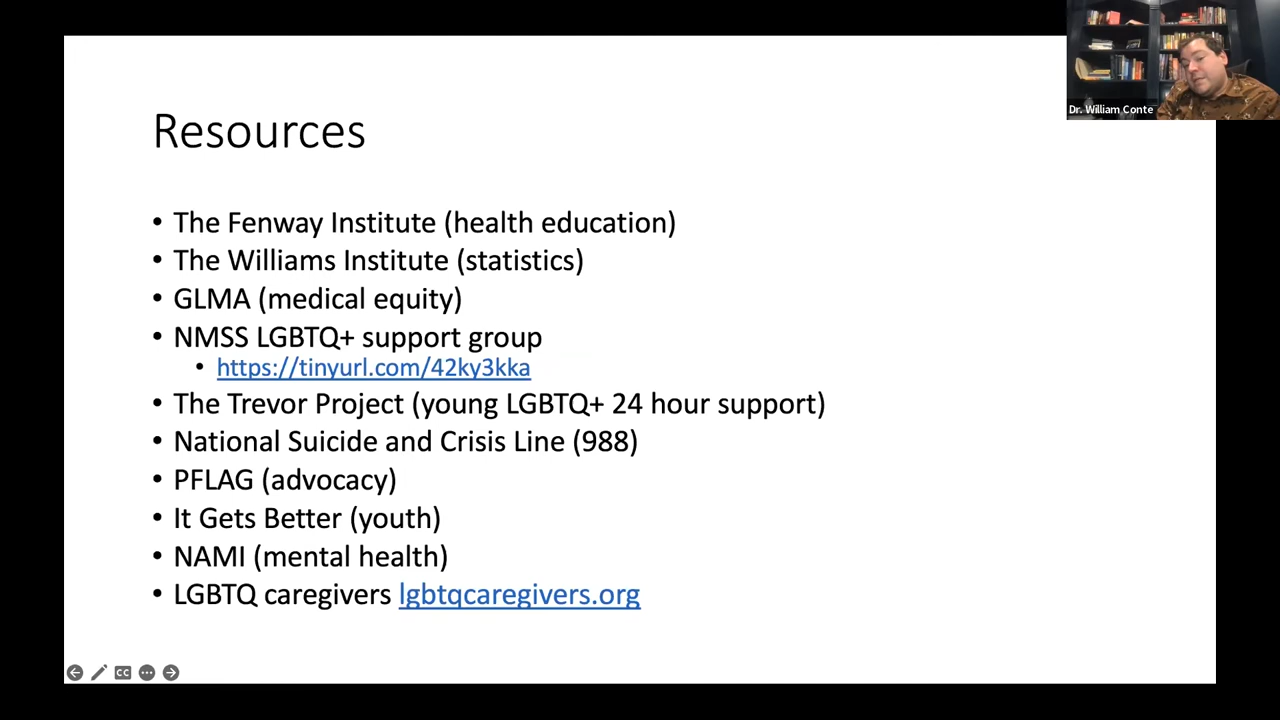 Dr. William Conte
Resources
• The Fenway Institute (health education)
• The Williams Institute (statistics)
• GLMA (medical equity)
• NMSS LGBTQ+ support group
• https://tinyurl.com/42ky3kka
• The Trevor Project (young LGBTQ+ 24 hour support)
• National Suicide and Crisis Line (988)
• PFLAG (advocacy)
• It Gets Better (youth)
• NAMI (mental health)
• LGBTQ caregivers lgbtqcaregivers.org
CC